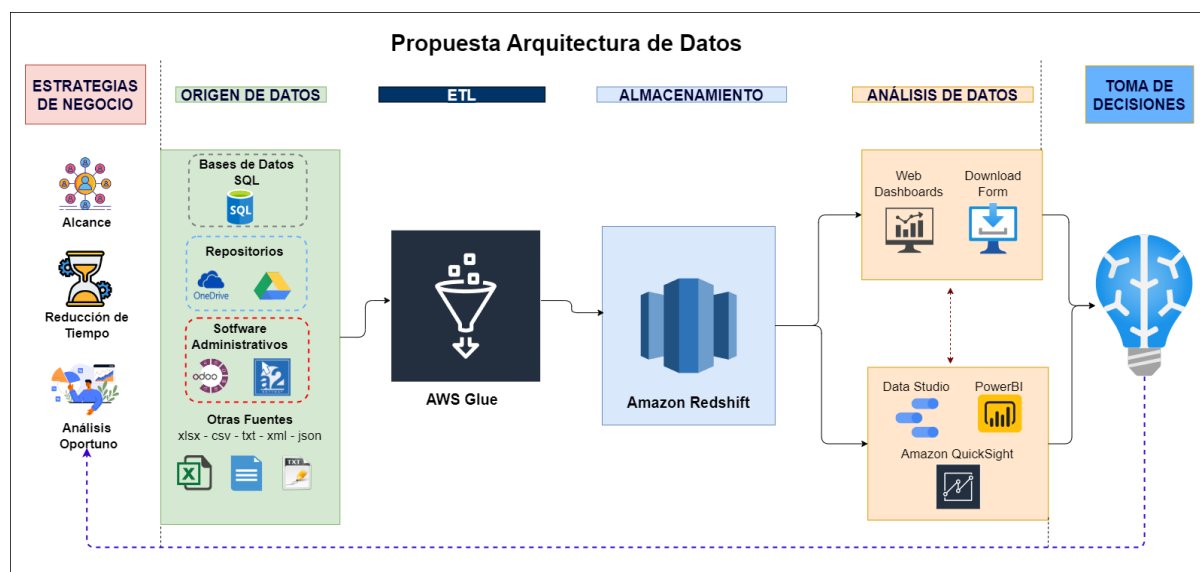 Propuesta Arquitectura de Datos
ESTRATEGIAS
DE NEGOCIO
ORIGEN DE DATOS
ETL
ALMACENAMIENTO
ANÁLISIS DE DATOS
TOMA DE
DECISIONES
Alcance
Reducción de
Tiempo
Análisis
Oportuno
Bases de Datos
SQL
SQL
Repositorios
OneDrive
Sotfware
Administrativos
odoo
a2
Otras Fuentes
xlsx - csv - txt - xml - json
X
TXT
AWS Glue
Amazon Redshift
Web
Dashboards
Download
Form
Data Studio
PowerBI
Amazon QuickSight